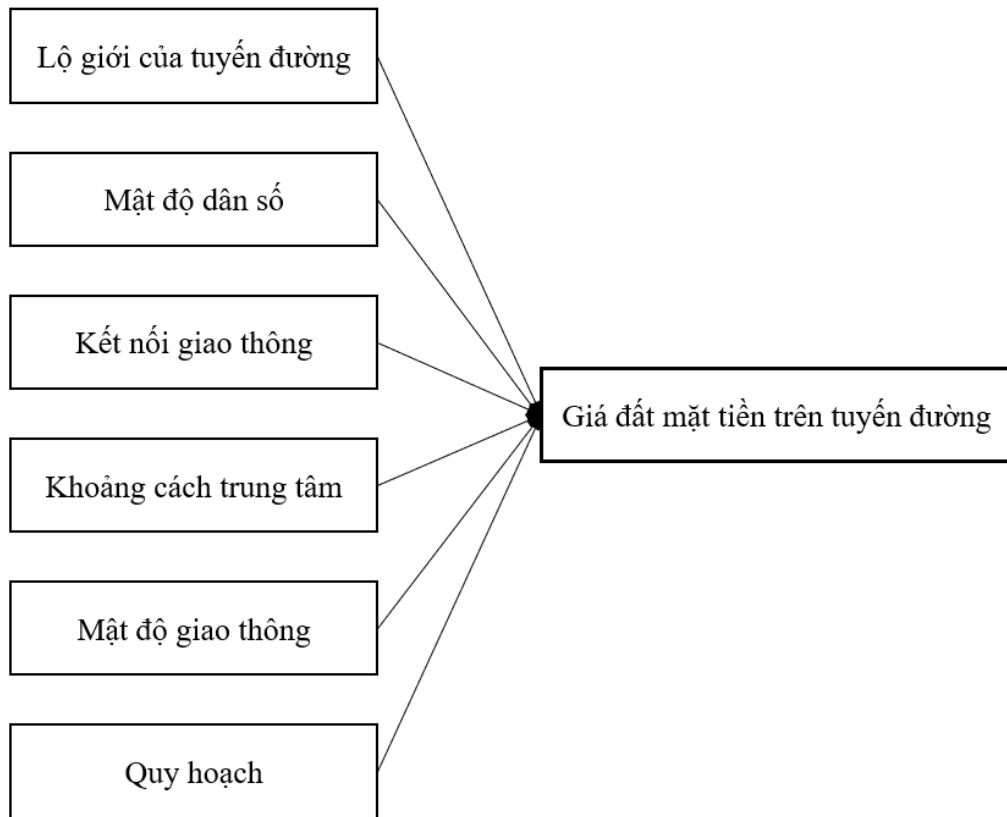 Lộ giới của tuyến đường
Mật độ dân số
Kết nối giao thông
Giá đất mặt tiền trên tuyến đường
Khoảng cách trung tâm
Mật độ giao thông
Quy hoạch